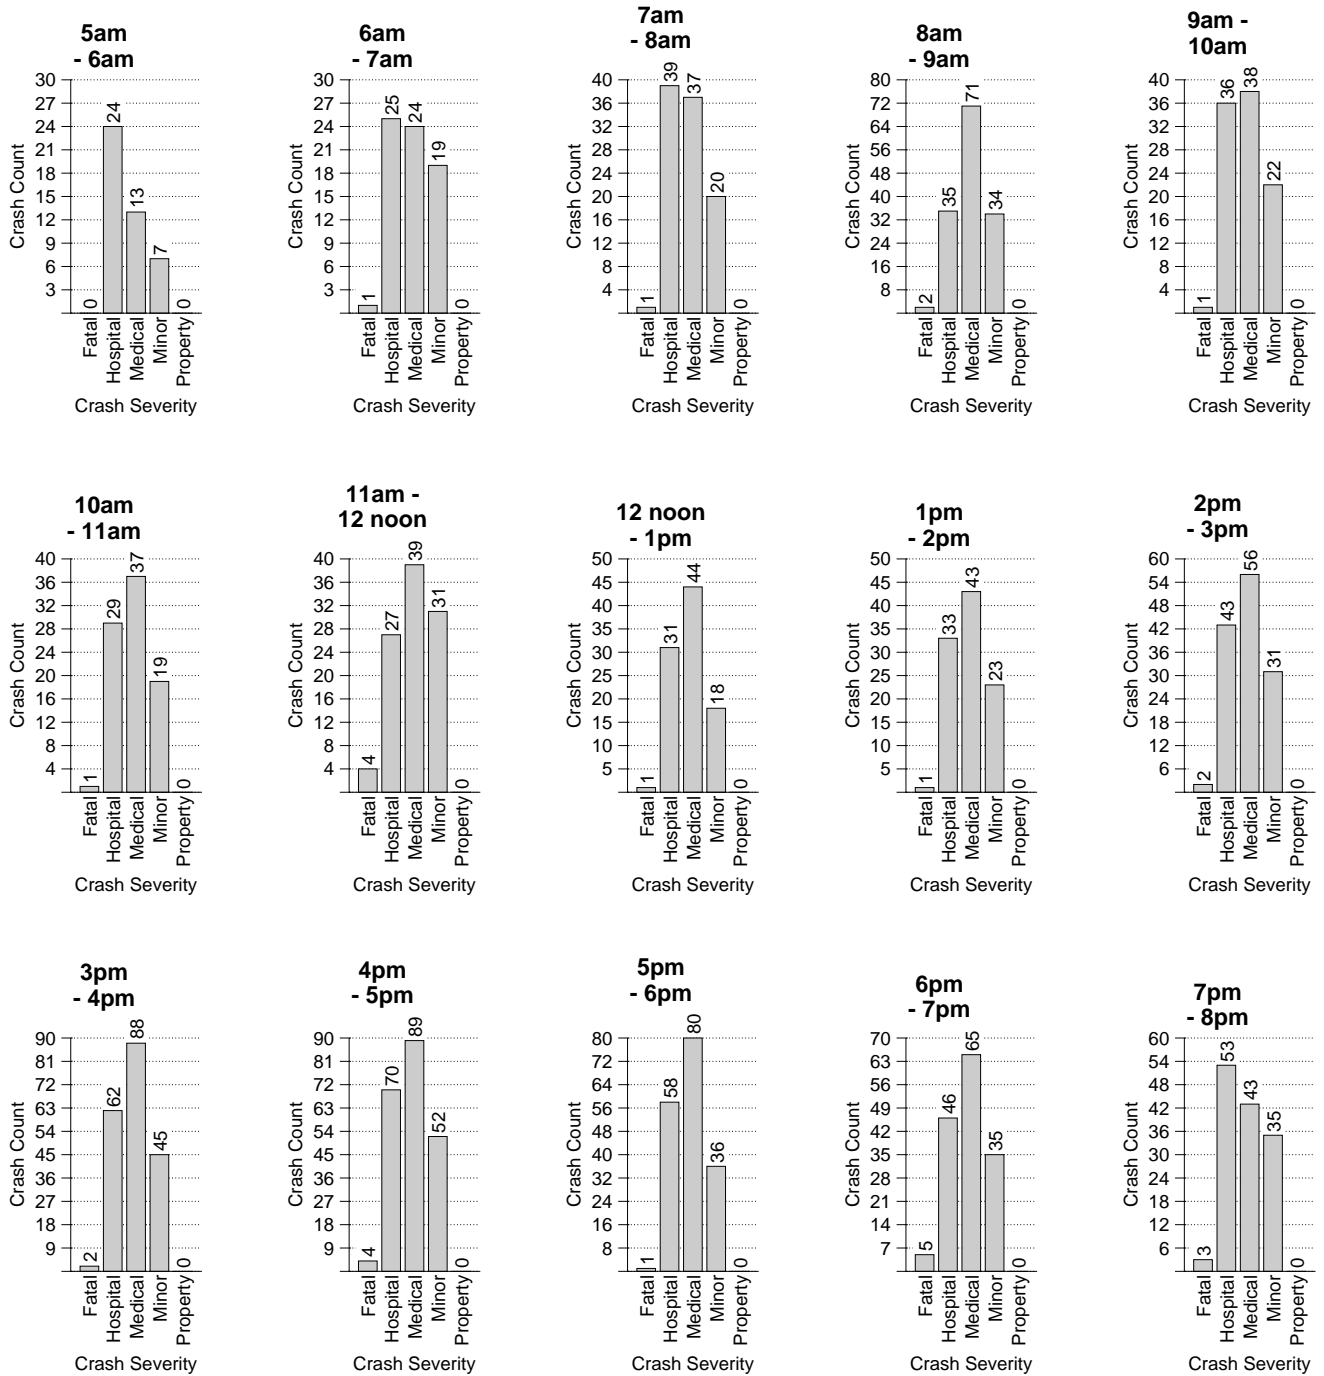 5am
- 6am
30
27
24
21
18
15
12
9
6
3
Crash Count
0
24
13
7
0
Fatal
Hospital
Medical
Minor
Property
Crash Severity
6am
- 7am
30
27
24
21
18
15
12
9
6
3
Crash Count
1
25
24
19
0
Fatal
Hospital
Medical
Minor
Property
Crash Severity
7am
- 8am
40
36
32
28
24
20
16
12
8
4
Crash Count
1
39
37
20
0
Fatal
Hospital
Medical
Minor
Property
Crash Severity
8am
- 9am
80
72
64
56
48
40
32
24
16
8
Crash Count
2
35
71
34
0
Fatal
Hospital
Medical
Minor
Property
Crash Severity
9am -
10am
40
36
32
28
24
20
16
12
8
4
Crash Count
1
36
38
22
0
Fatal
Hospital
Medical
Minor
Property
Crash Severity
10am
- 11am
40
36
32
28
24
20
16
12
8
4
Crash Count
1
29
37
19
0
Fatal
Hospital
Medical
Minor
Property
Crash Severity
11am -
12 noon
40
36
32
28
24
20
16
12
8
4
Crash Count
4
27
39
31
0
Fatal
Hospital
Medical
Minor
Property
Crash Severity
12 noon
- 1pm
50
45
40
35
30
25
20
15
10
5
Crash Count
1
31
44
18
0
Fatal
Hospital
Medical
Minor
Property
Crash Severity
1pm
- 2pm
50
45
40
35
30
25
20
15
10
5
Crash Count
1
33
43
23
0
Fatal
Hospital
Medical
Minor
Property
Crash Severity
2pm
- 3pm
60
54
48
42
36
30
24
18
12
6
Crash Count
2
43
56
31
0
Fatal
Hospital
Medical
Minor
Property
Crash Severity
3pm
- 4pm
90
81
72
63
54
45
36
27
18
9
Crash Count
2
62
88
45
0
Fatal
Hospital
Medical
Minor
Property
Crash Severity
4pm
- 5pm
90
81
72
63
54
45
36
27
18
9
Crash Count
4
70
89
52
0
Fatal
Hospital
Medical
Minor
Property
Crash Severity
5pm
- 6pm
80
72
64
56
48
40
32
24
16
8
Crash Count
1
58
80
36
0
Fatal
Hospital
Medical
Minor
Property
Crash Severity
6pm
- 7pm
70
63
56
49
42
35
28
21
14
7
Crash Count
5
46
65
35
0
Fatal
Hospital
Medical
Minor
Property
Crash Severity
7pm
- 8pm
60
54
48
42
36
30
24
18
12
6
Crash Count
3
53
43
35
0
Fatal
Hospital
Medical
Minor
Property
Crash Severity